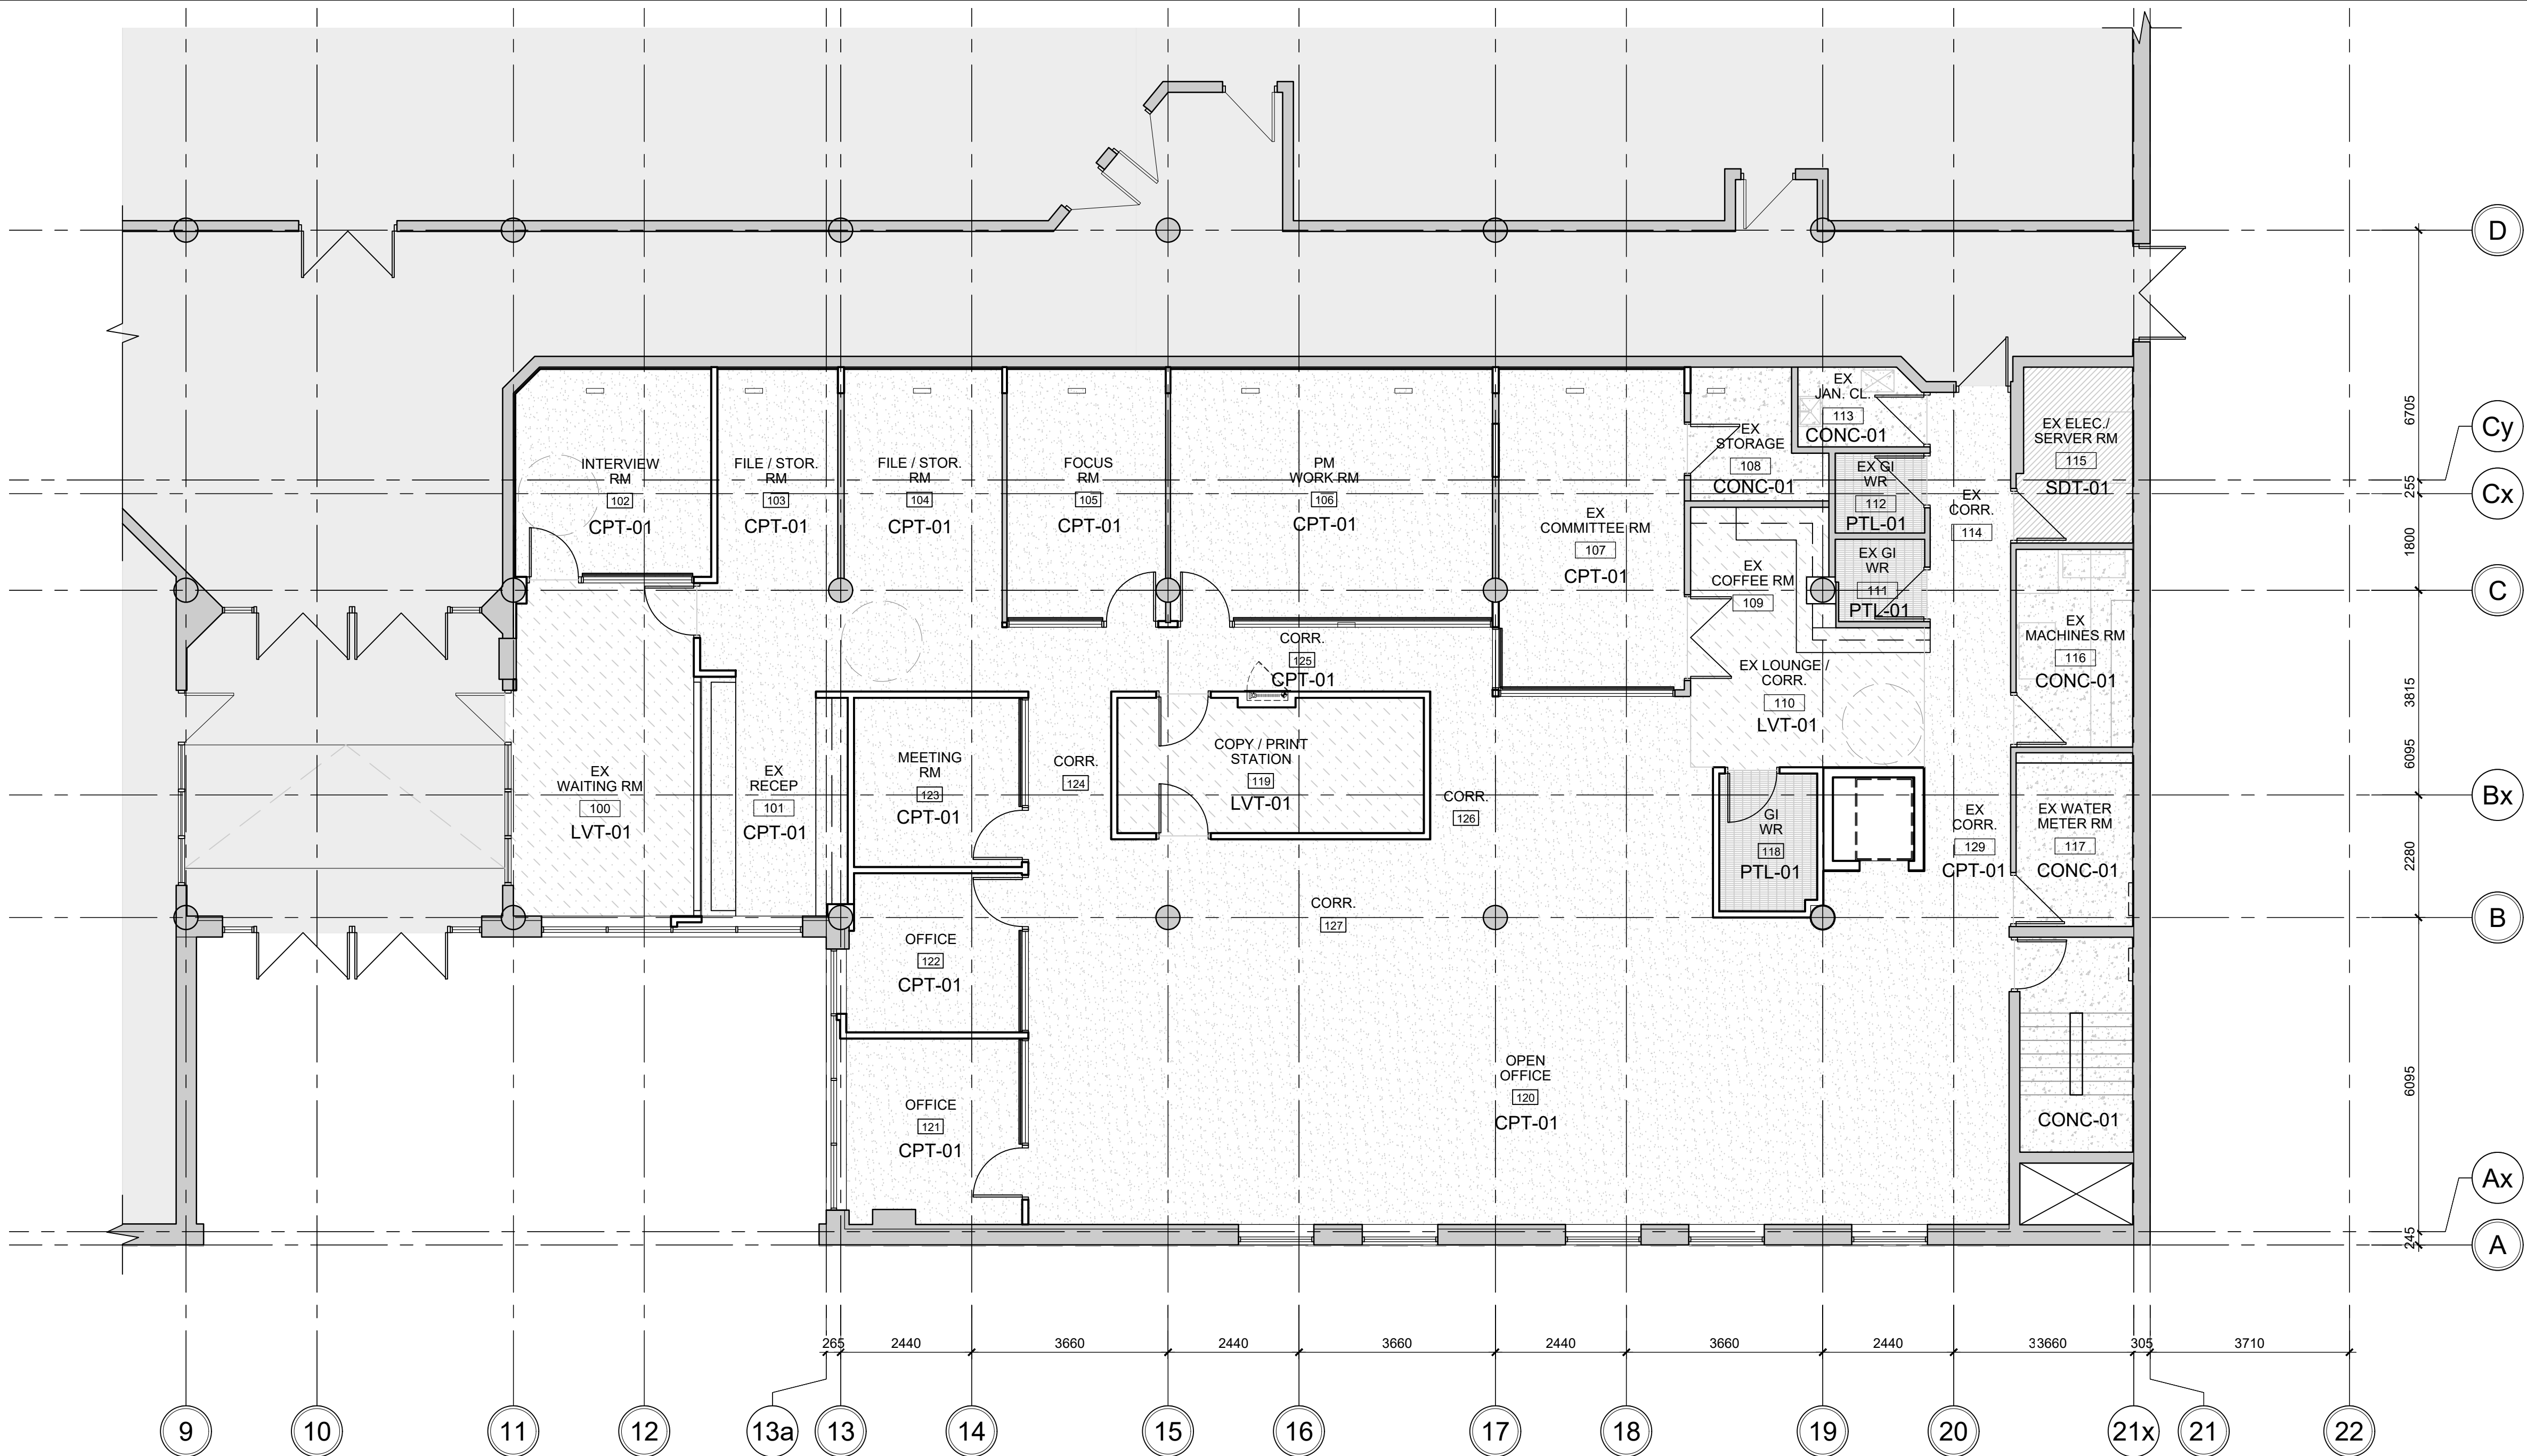 D
6705
Cy
255
Cx
1800
C
3815
6095
Bx
2280
B
6095
Ax
245
A
INTERVIEW
RM
102
CPT-01
FILE / STOR.
RM
103
CPT-01
FILE / STOR.
RM
104
CPT-01
FOCUS
RM
105
CPT-01
PM
WORK RM
106
CPT-01
EX
COMMITTEE RM
107
CPT-01
EX
STORAGE
108
CONC-01
EX
JAN. CL.
113
CONC-01
EX GI
WR
112
PTL-01
EX GI
WR
111
PTL-01
EX
CORR.
114
EX ELEC./
SERVER RM
115
SDT-01
EX
COFFEE RM
109
EX
MACHINES RM
116
CONC-01
CORR.
125
CPT-01
EX LOUNGE /
CORR.
110
LVT-01
EX
WAITING RM
100
LVT-01
EX
RECEP
101
CPT-01
MEETING
RM
123
CPT-01
CORR.
124
COPY / PRINT
STATION
119
LVT-01
CORR.
126
GI
WR
118
PTL-01
EX
CORR.
129
CPT-01
EX WATER
METER RM
117
CONC-01
CORR.
127
OFFICE
122
CPT-01
OFFICE
121
CPT-01
OPEN
OFFICE
120
CPT-01
CONC-01
265
2440
3660
2440
3660
2440
3660
2440
33660
305
3710
9
10
11
12
13a
13
14
15
16
17
18
19
20
21x
21
22